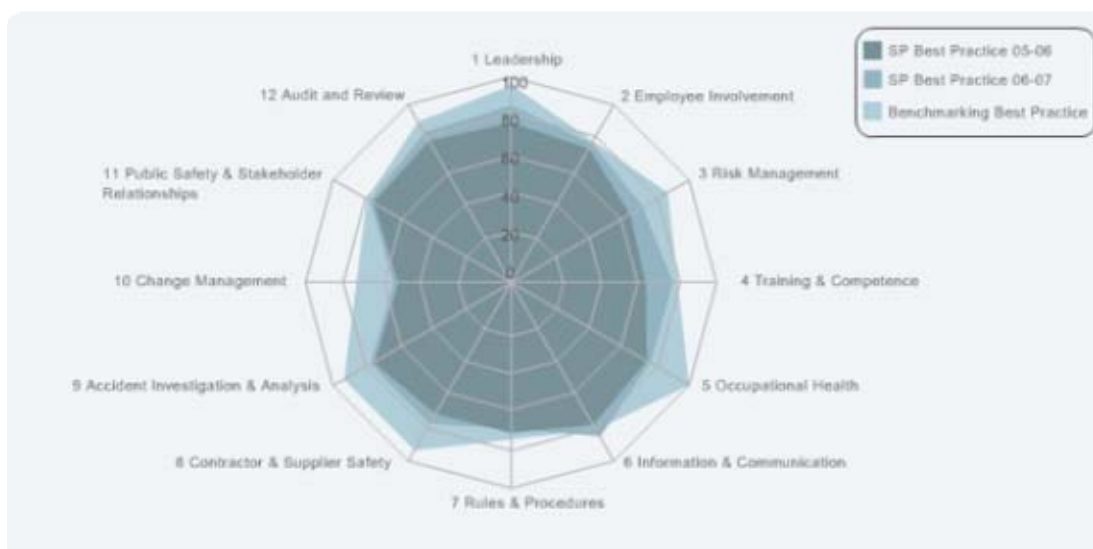 SP Best Practice 05-06
SP Best Practice 06-07
Benchmarking Best Practice
1 Leadership
100
80
60
40
20
0
2 Employee Involvement
3 Risk Management
4 Training & Competence
5 Occupational Health
6 Information & Communication
7 Rules & Procedures
8 Contractor & Supplier Safety
9 Accident Investigation & Analysis
10 Change Management
11 Public Safety & Stakeholder
Relationships
12 Audit and Review